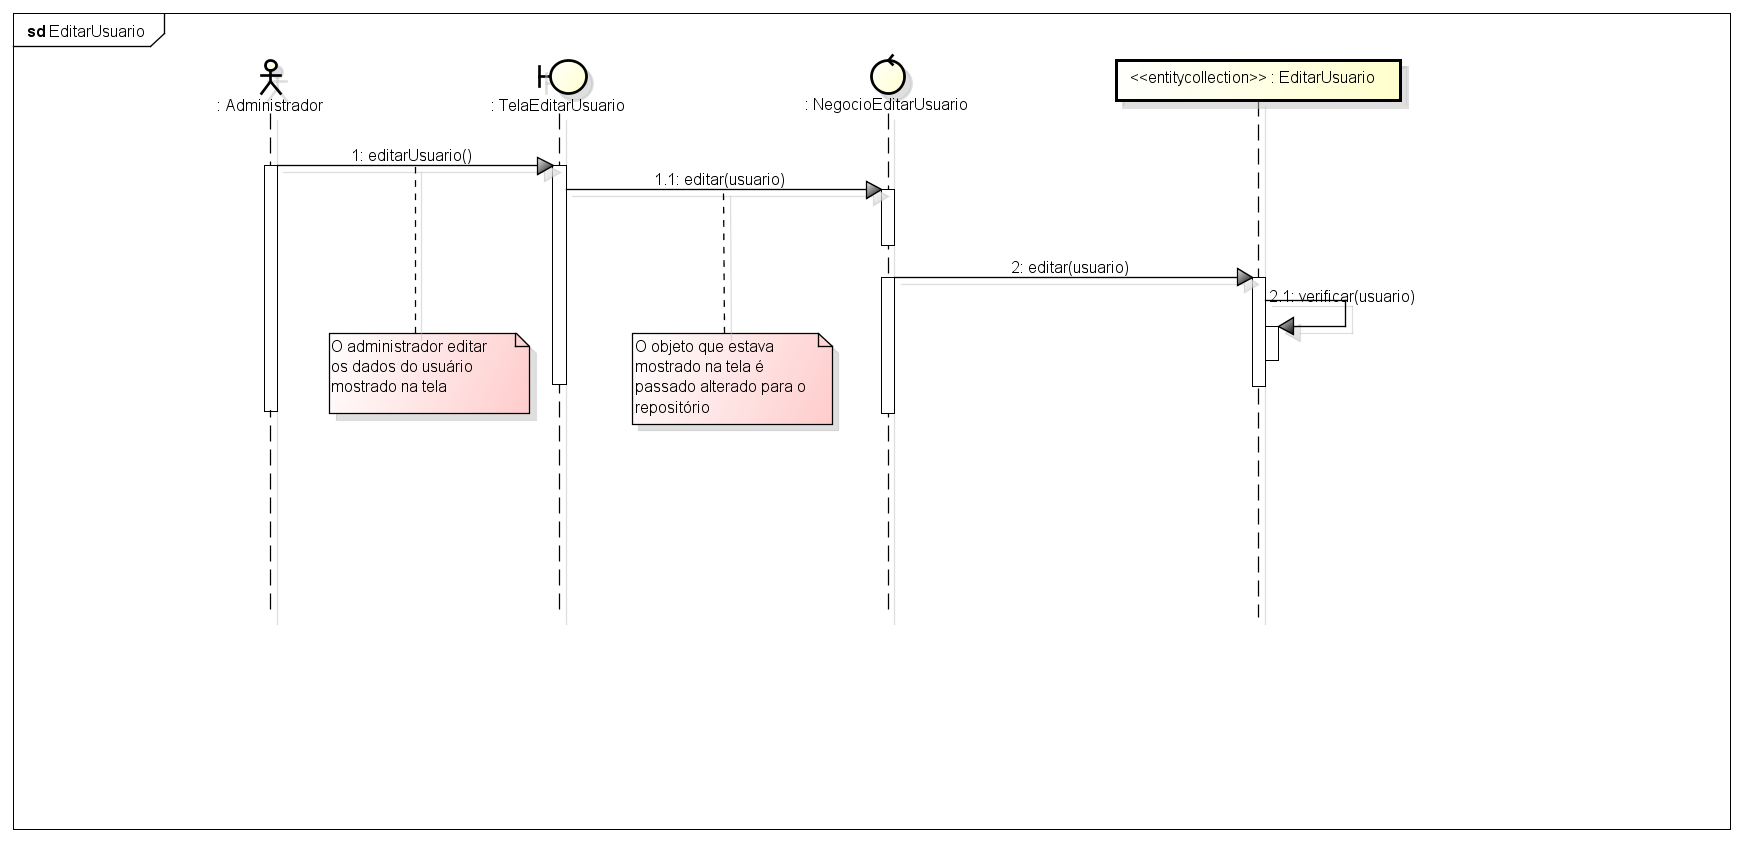 sd EditarUsuario
: Administrador
: TelaEditarUsuario
: NegocioEditarUsuario
<<entitycollection>> : EditarUsuario
1: editarUsuario()
1.1: editar(usuario)
2: editar(usuario)
2.1: verificar(usuario)
O administrador editar
os dados do usuário
mostrado na tela
O objeto que estava
mostrado na tela é
passado alterado para o
repositório